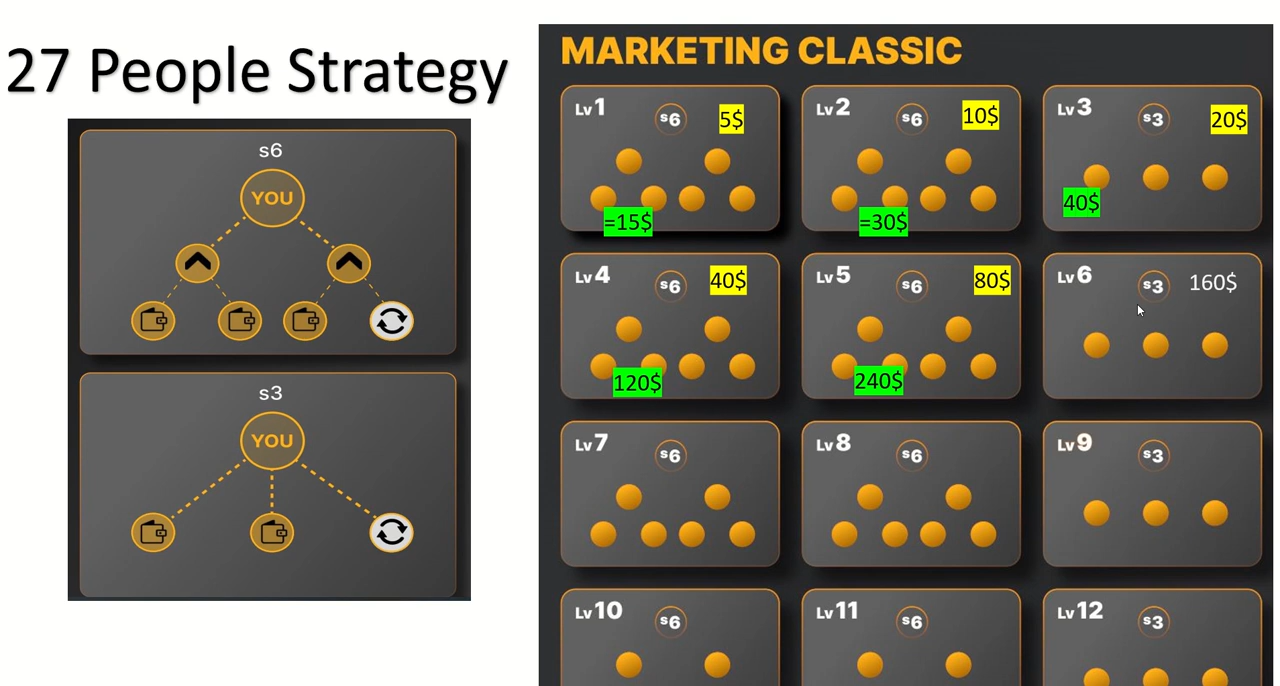 27 People Strategy
s6
YOU
s3
YOU
MARKETING CLASSIC
Lv1 s6 5$
=15$
Lv2 s6 10$
=30$
Lv3 s3 20$
40$
Lv4 s6 40$
120$
Lv5 s6 80$
240$
Lv6 s3 160$
Lv7 s6
Lv8 s6
Lv9 s3
Lv10 s6
Lv11 s6
Lv12 s3